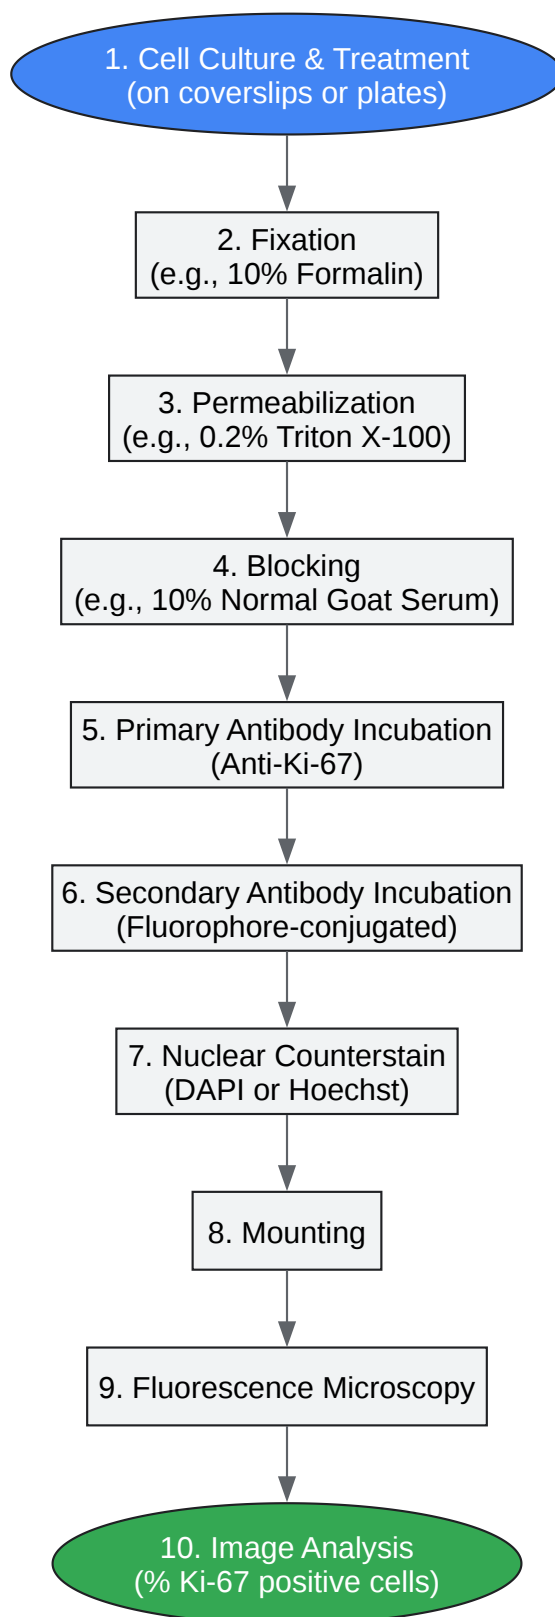 1. Cell Culture & Treatment
(on coverslips or plates)
2. Fixation
(e.g., 10% Formalin)
3. Permeabilization
(e.g., 0.2% Triton X-100)
4. Blocking
(e.g., 10% Normal Goat Serum)
5. Primary Antibody Incubation
(Anti-Ki-67)
6. Secondary Antibody Incubation
(Fluorophore-conjugated)
7. Nuclear Counterstain
(DAPI or Hoechst)
8. Mounting
9. Fluorescence Microscopy
10. Image Analysis
(% Ki-67 positive cells)